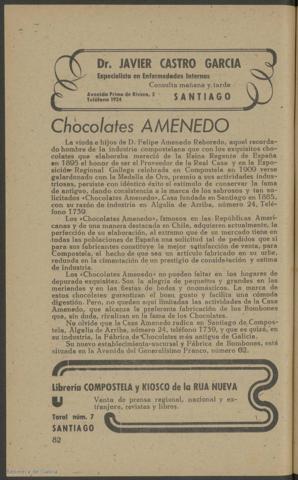 Dr. JAVIER CASTRO GARCIA
Especialista en Enfermedades Internas
Consulta mañana y tarde
Avenida Primo de Rivera, 5
Teléfono 1924
SANTIAGO
Chocolates AMENEDO
La viuda e hijos de D. Felipe Amenedo Reboredo, aquel recorda-
do hombre de la industria compostelana que con los exquisitos cho-
colates que elaboraba mereció de la Reina Regente de España
en 1895 el honor de ser el Proveedor de la Real Casa y en la Expo-
sición Regional Gallega celebrada en Compostela en 1909 verse
galardonado con la Medalla de Oro, premio a sus actividades indus-
triales, persiste con idéntico éxito el estímulo de conservar la fama
de antiguo, dando consistencia a la marca de los sabrosos y tan so-
licitados «Chocolates Amenedo», Casa fundada en Santiago en 1865,
con su razón de industria en Algalia de Arriba, número 24, Telé-
fono 1759.
Los «Chocolates Amenedo», famosos en las Repúblicas Ameri-
canas y de una manera destacada en Chile, adquieren actualmente, la
perfección de su elaboración, al extremo que de su mercado tiene en
todas las poblaciones de España una solicitud tal de pedidos que si
para sus fabricantes constituye la mejor satisfacción de venta, para
Compostela, el hecho de que sea un artículo fabricado en su urbe,
redunda en la cimentación de su prestigio de consideración y estima
de industria.
Los «Chocolates Amenedo» no pueden faltar en los hogares de
depurada exquisitez. Son la alegría de pequeños y grandes en las
meriendas y en las fiestas de bodas y onomásticas. La marca de
estos chocolates garantizan el buen gusto y facilita una cómoda
digestión. Pero, no quedan aquí limitadas las actividades de la Casa
Amenedo, que alcanza la preferencia fabricación de los Bombones
que, sin duda, rivalizan en finura con los Chocolates.
No olvide que la Casa Amenedo radica en Santiago de Compos-
tela, Algalia de Arriba, número 24, teléfono 1759, y que es quizá, en
su industria, la Fábrica de Chocolates más antigua de Galicia.
Su nuevo establecimiento-sucursal y Fábrica de Bombones, está
situada en la Avenida del Generalísimo Franco, número 62.
Librería COMPOSTELA y KIOSCO de la RUA NUEVA
Venta de prensa regional, nacional y ex-
tranjera, revistas y libros.
Toral núm. 7
SANTIAGO
82